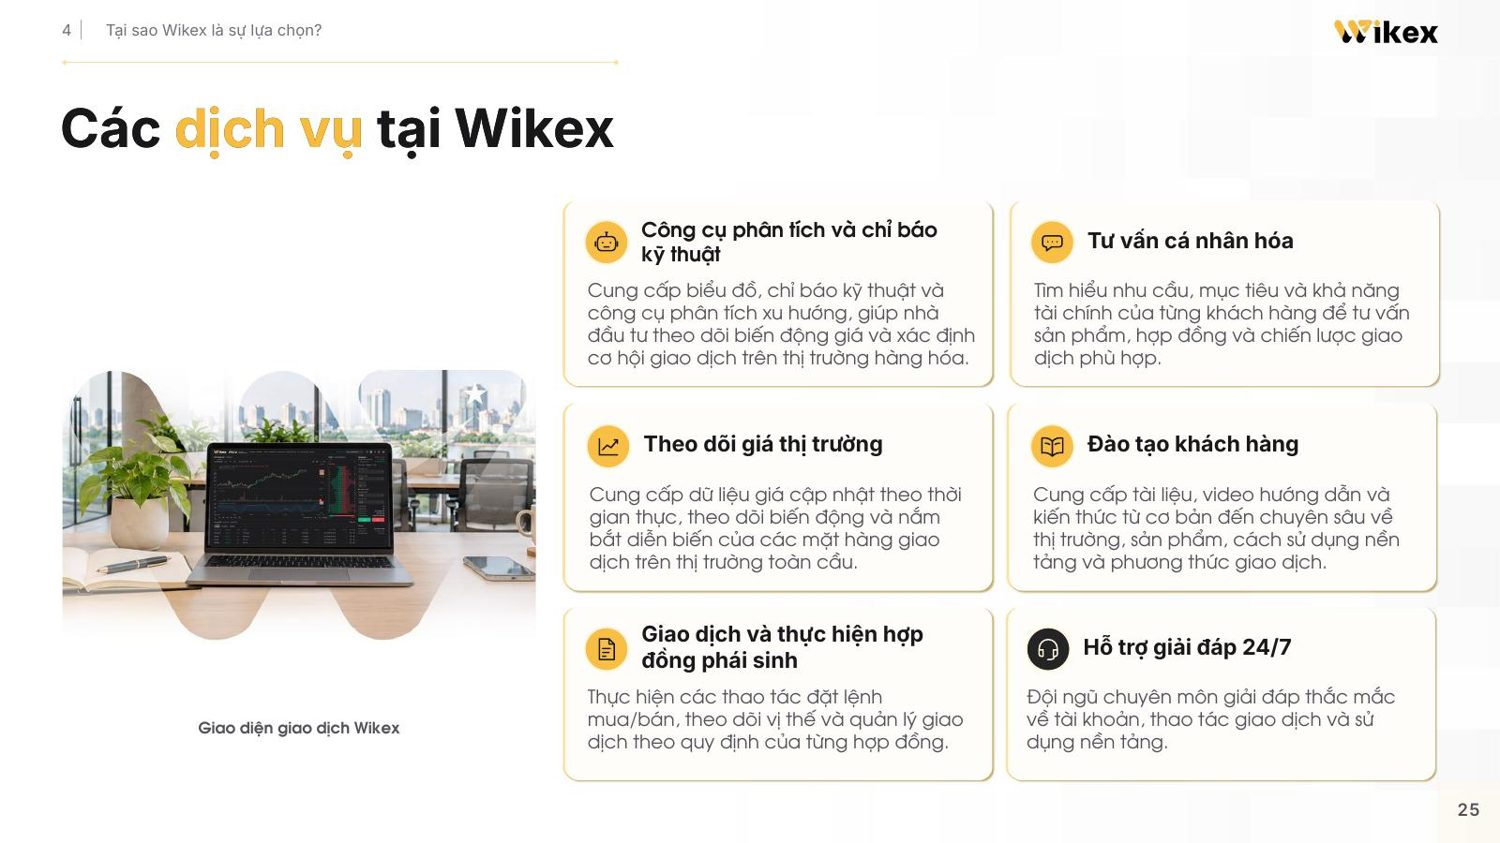 4
Tại sao Wikex là sự lựa chọn?
Wikex
Các dịch vụ tại Wikex
Công cụ phân tích và chỉ báo
kỹ thuật
Cung cấp biểu đồ, chỉ báo kỹ thuật và
công cụ phân tích xu hướng, giúp nhà
đầu tư theo dõi biến động giá và xác định
cơ hội giao dịch trên thị trường hàng hóa.
Tư vấn cá nhân hóa
Tìm hiểu nhu cầu, mục tiêu và khả năng
tài chính của từng khách hàng để tư vấn
sản phẩm, hợp đồng và chiến lược giao
dịch phù hợp.
Theo dõi giá thị trường
Cung cấp dữ liệu giá cập nhật theo thời
gian thực, theo dõi biến động và nắm
bắt diễn biến của các mặt hàng giao
dịch trên thị trường toàn cầu.
Đào tạo khách hàng
Cung cấp tài liệu, video hướng dẫn và
kiến thức từ cơ bản đến chuyên sâu về
thị trường, sản phẩm, cách sử dụng nền
tảng và phương thức giao dịch.
Giao dịch và thực hiện hợp
đồng phái sinh
Thực hiện các thao tác đặt lệnh
mua/bán, theo dõi vị thế và quản lý giao
dịch theo quy định của từng hợp đồng.
Hỗ trợ giải đáp 24/7
Đội ngũ chuyên môn giải đáp thắc mắc
về tài khoản, thao tác giao dịch và sử
dụng nền tảng.
Giao diện giao dịch Wikex
25